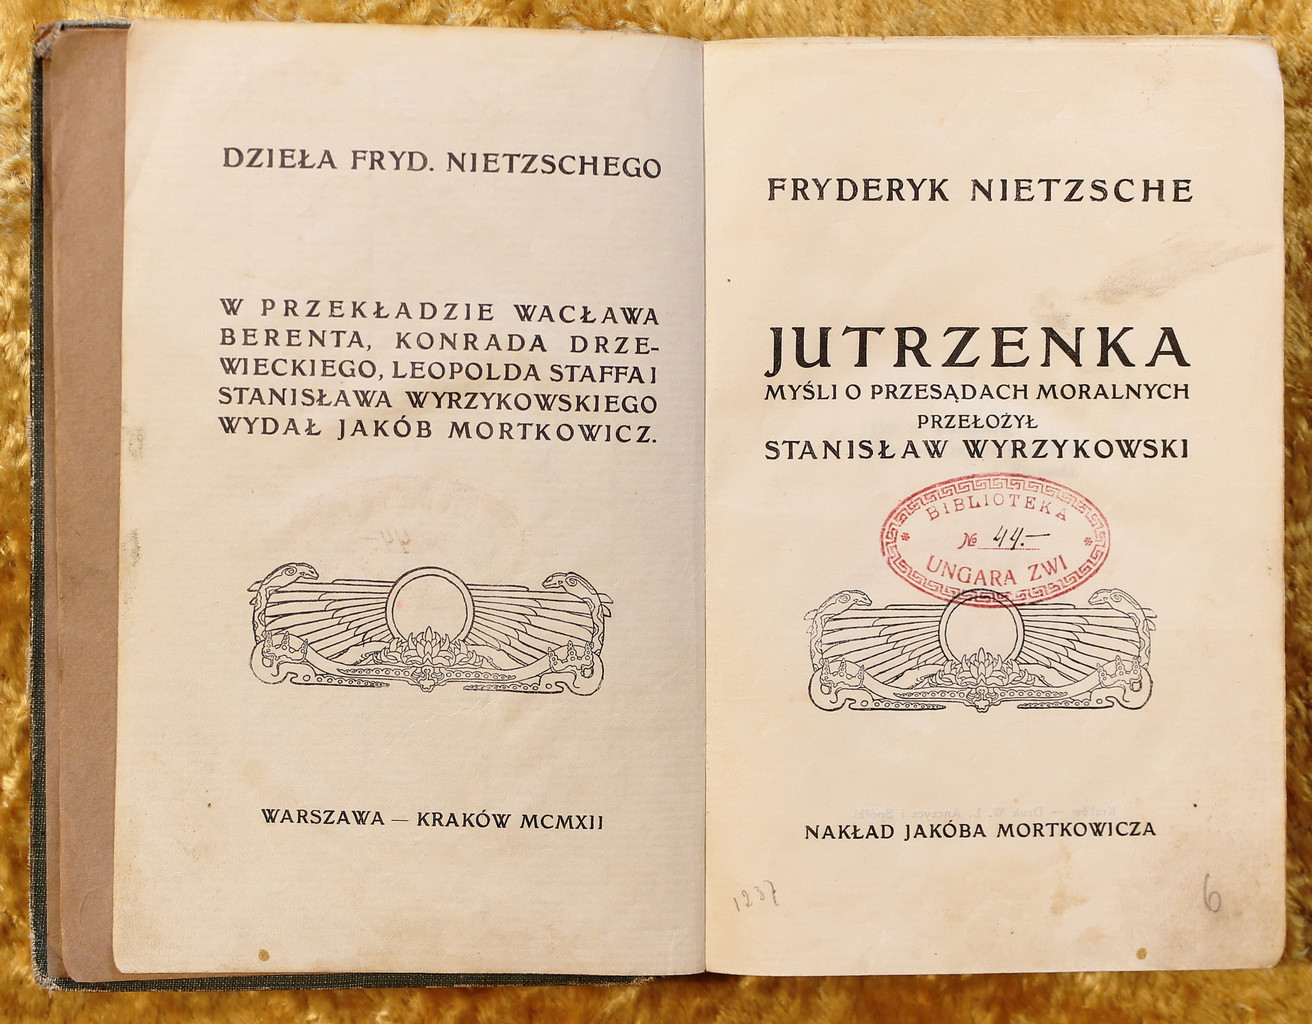 DZIEŁA FRYD. NIETZSCHEGO
W PRZEKŁADZIE WACŁAWA
BERENTA, KONRADA DRZE-
WIECKIEGO, LEOPOLDA STAFFA I
STANISŁAWA WYRZYKOWSKIEGO
WYDAŁ JAKÓB MORTKOWICZ.
WARSZAWA — KRAKÓW MCMXII
FRYDERYK NIETZSCHE
JUTRZENKA
MYŚLI O PRZESĄDACH MORALNYCH
PRZEŁOŻYŁ
STANISŁAW WYRZYKOWSKI
BIBLIOTEKA
№ 44.—
UNGARA ZWI
NAKŁAD JAKÓBA MORTKOWICZA
1237
6